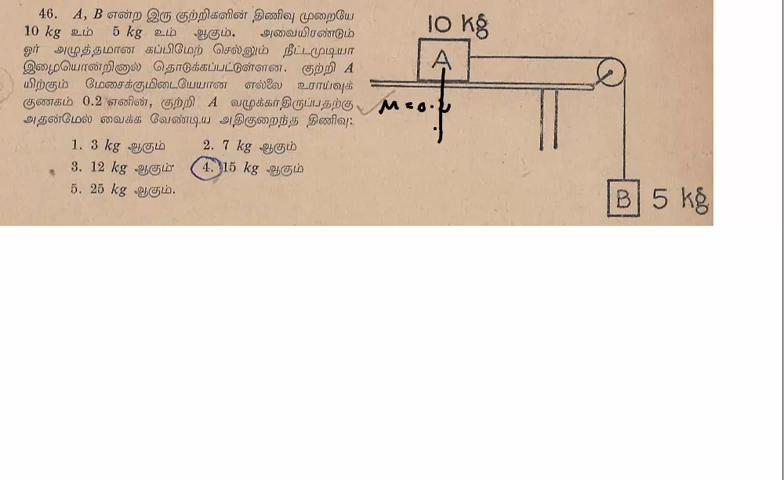 46. A, B என்ற இரு குற்றிகளின் திணிவு முறையே
10 kg உம் 5 kg உம் ஆகும். அவையிரண்டும்
ஓர் அழுத்தமான கப்பிமேற் செல்லும் நீட்டமுடியா
இழையொன்றினால் தொடுக்கப்பட்டுள்ளன. குற்றி A
யிற்கும் மேசைக்குமிடையேயான எல்லை உராய்வுக்
குணகம் 0.2 எனின், குற்றி A வழுக்காதிருப்பதற்கு
அதன்மேல் வைக்க வேண்டிய அதிகுறைந்த திணிவு:
1. 3 kg ஆகும் 2. 7 kg ஆகும்
3. 12 kg ஆகும் 4. 15 kg ஆகும்
5. 25 kg ஆகும்.
10 kg
A
M = 0.2
B 5 kg